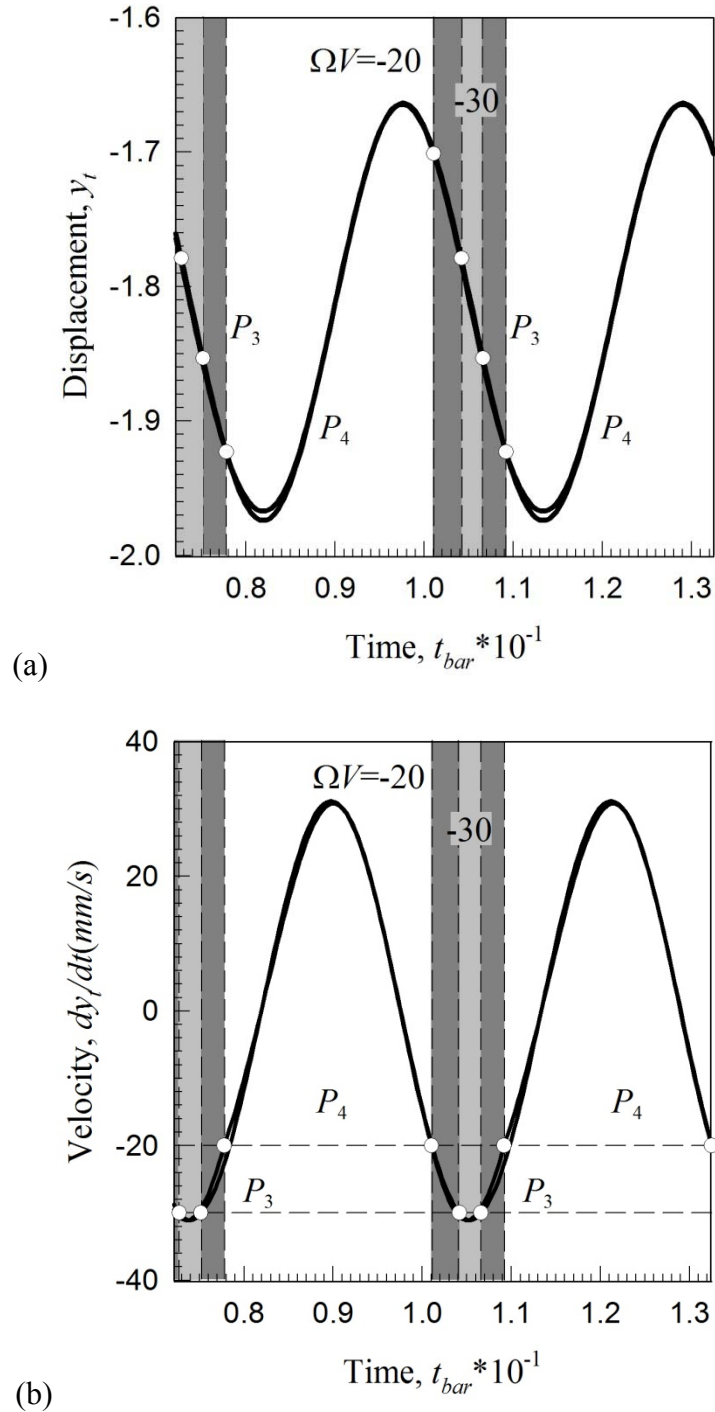 -1.6
ΩV=-20
-30
-1.7
Displacement, y_t
-1.8
P_3
P_3
-1.9
P_4
P_4
-2.0
0.8 0.9 1.0 1.1 1.2 1.3
Time, t_bar*10^-1
(a)
40
ΩV=-20
-30
20
Velocity, dy_t/dt(mm/s)
0
P_4
P_4
-20
P_3
P_3
-40
0.8 0.9 1.0 1.1 1.2 1.3
Time, t_bar*10^-1
(b)